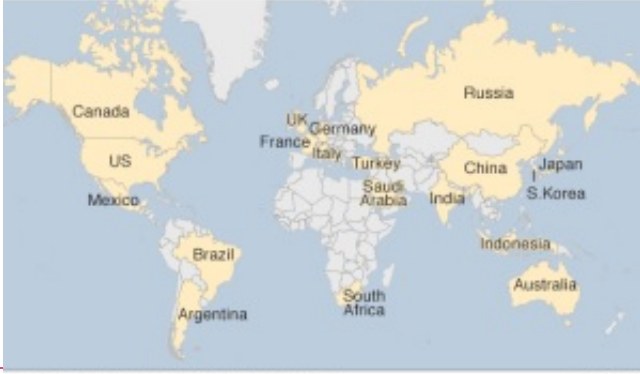 Russia
Canada
UK
Germany
France
Italy
US
Turkey
China
Japan
Saudi
Arabia
India
S.Korea
Mexico
Indonesia
Brazil
Australia
South
Africa
Argentina